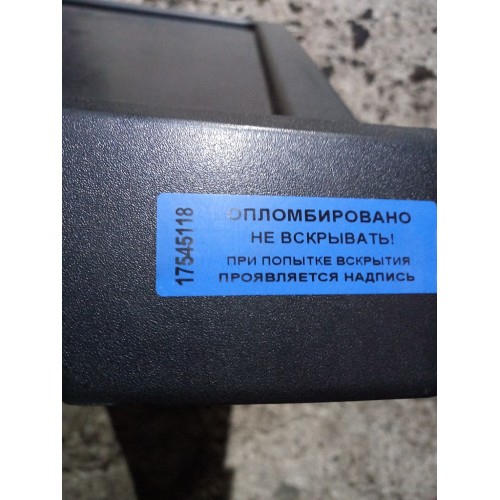 17545118
ОПЛОМБИРОВАНО
НЕ ВСКРЫВАТЬ!
ПРИ ПОПЫТКЕ ВСКРЫТИЯ
ПРОЯВЛЯЕТСЯ НАДПИСЬ